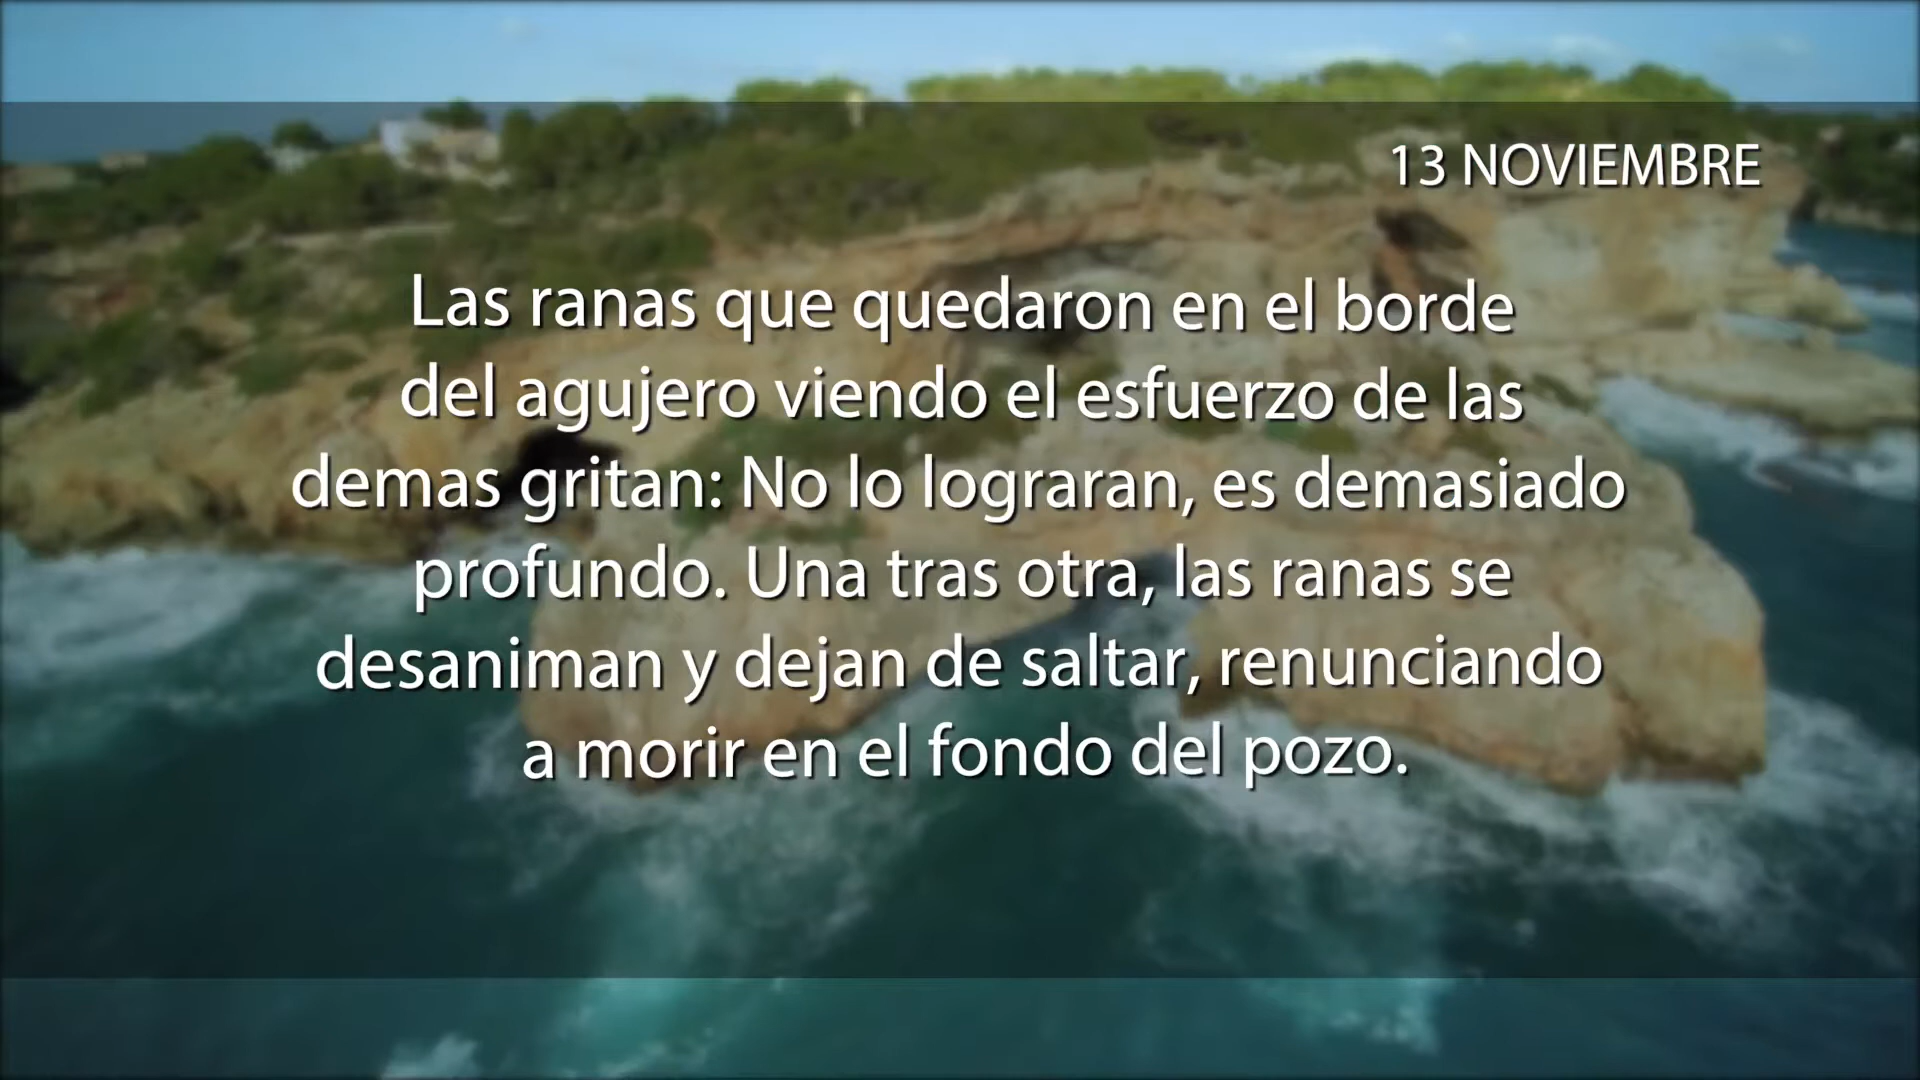 13 NOVIEMBRE
Las ranas que quedaron en el borde
del agujero viendo el esfuerzo de las
demas gritan: No lo lograran, es demasiado
profundo. Una tras otra, las ranas se
desaniman y dejan de saltar, renunciando
a morir en el fondo del pozo.